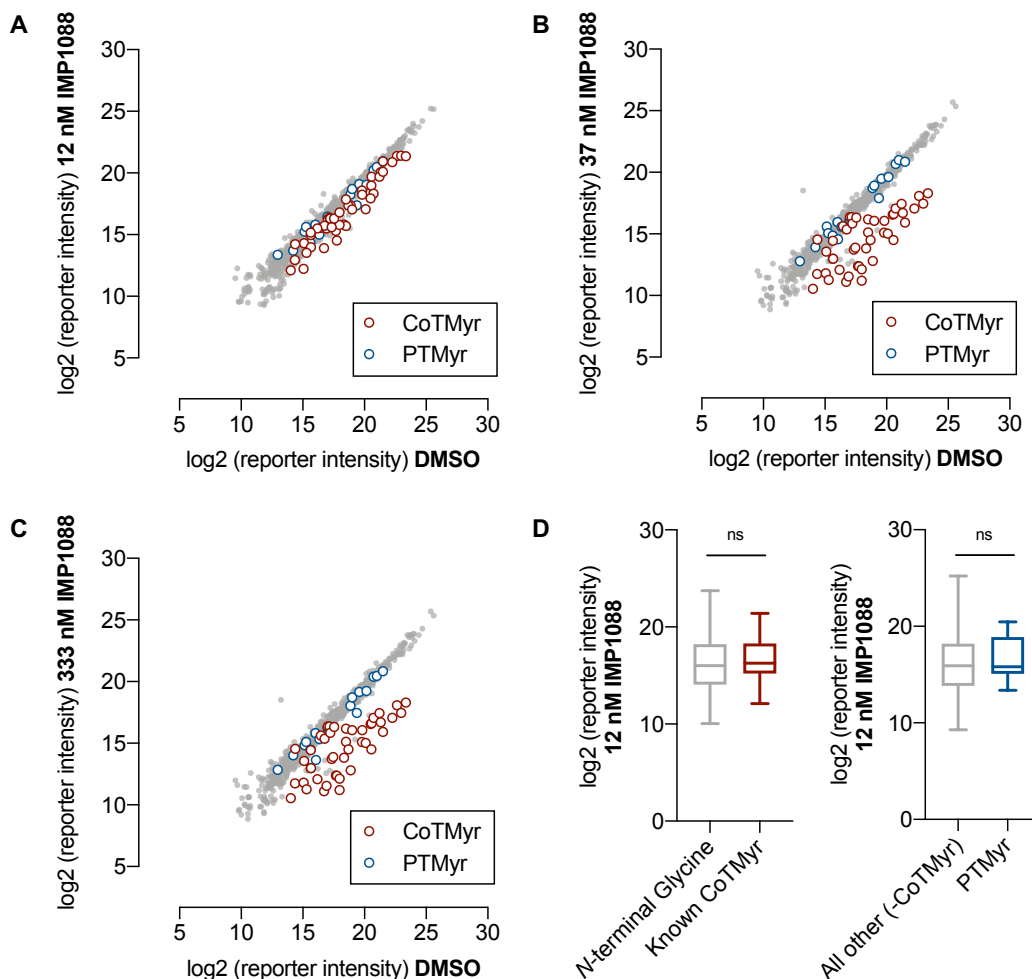 A
log2 (reporter intensity) 12 nM IMP1088
30
25
20
15
10
5
CoTMyr
PTMyr
5 10 15 20 25 30
log2 (reporter intensity) DMSO
B
log2 (reporter intensity) 37 nM IMP1088
30
25
20
15
10
5
CoTMyr
PTMyr
5 10 15 20 25 30
log2 (reporter intensity) DMSO
C
log2 (reporter intensity) 333 nM IMP1088
30
25
20
15
10
5
CoTMyr
PTMyr
5 10 15 20 25 30
log2 (reporter intensity) DMSO
D
log2 (reporter intensity)
12 nM IMP1088
30
20
10
0
ns
N-terminal Glycine
Known CoTMyr
log2 (reporter intensity)
12 nM IMP1088
30
20
10
0
ns
All other (-CoTMyr)
PTMyr